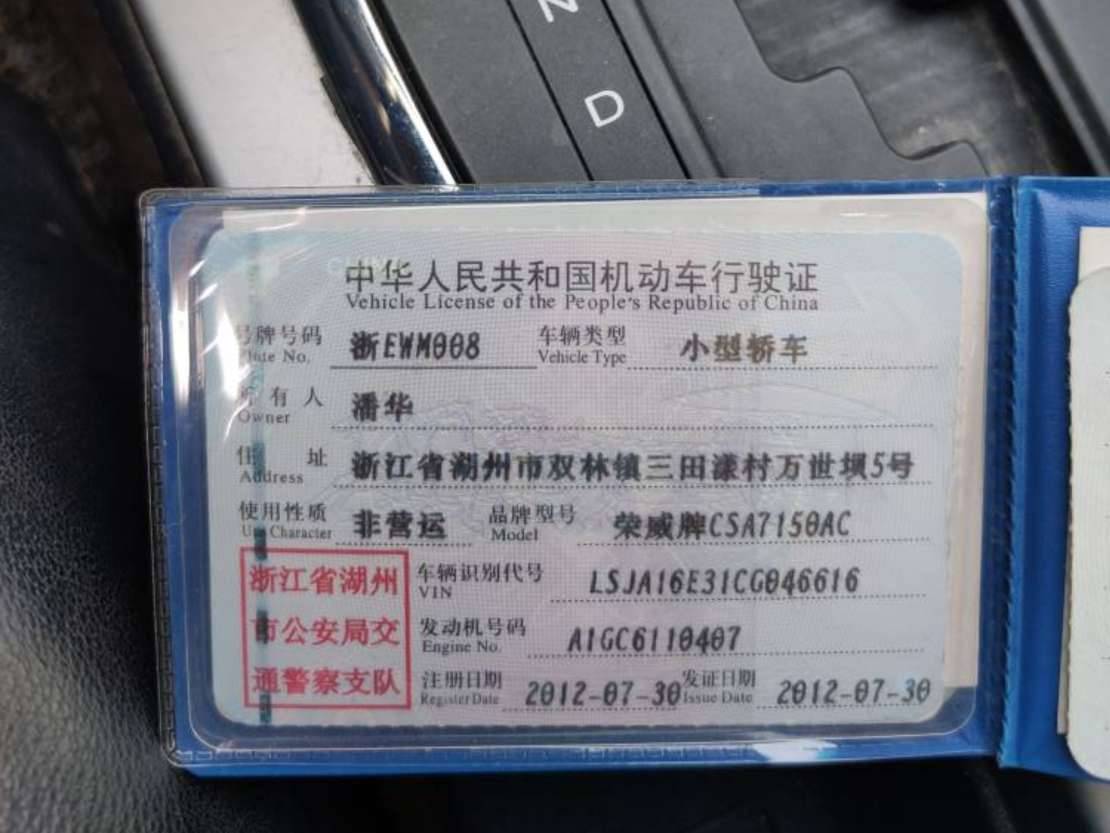 N
D
中华人民共和国机动车行驶证
Vehicle License of the People's Republic of China
号牌号码 浙EWM008 车辆类型 小型轿车
Plate No. Vehicle Type
所有人 潘华
Owner
住址 浙江省湖州市双林镇三田漾村万世坝5号
Address
使用性质 非营运 品牌型号 荣威牌CSA7150AC
Use Character Model
浙江省湖州
市公安局交
通警察支队
车辆识别代号 LSJA16E31CG046616
VIN
发动机号码 A1GC6110407
Engine No.
注册日期 2012-07-30 发证日期 2012-07-30
Register Date Issue Date